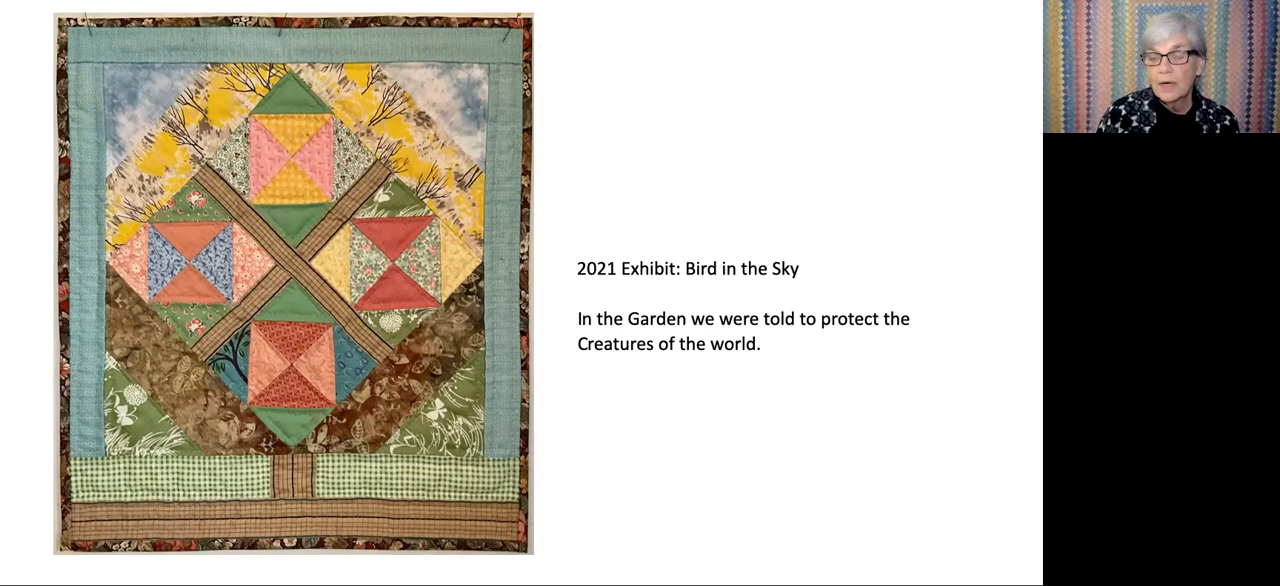 2021 Exhibit: Bird in the Sky
In the Garden we were told to protect the
Creatures of the world.